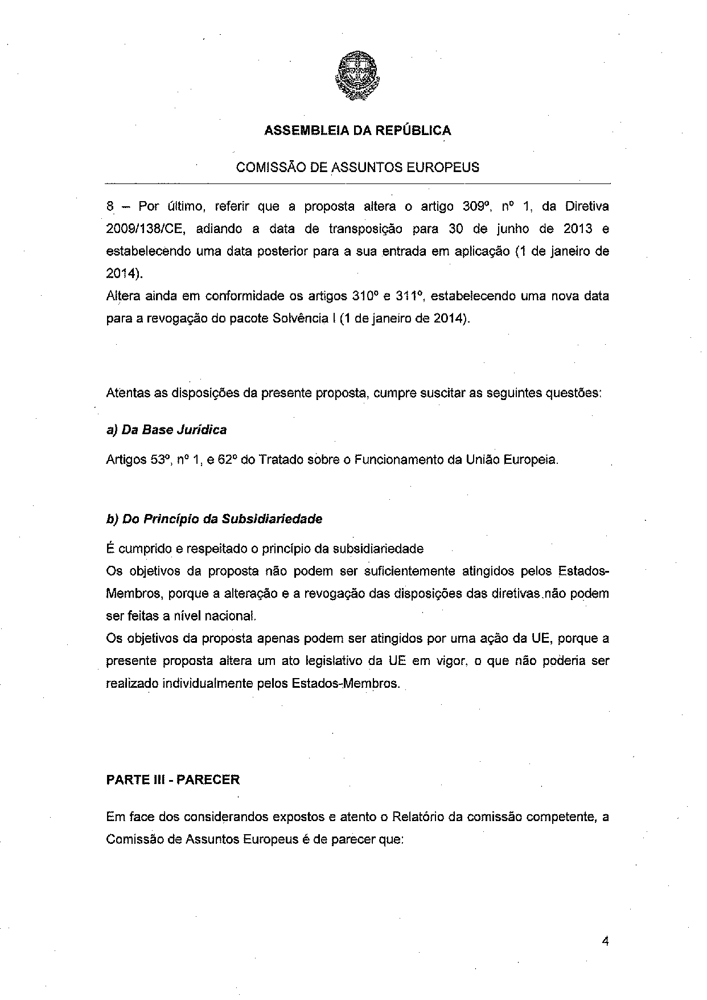 ASSEMBLEIA DA REPÚBLICA
COMISSÃO DE ASSUNTOS EUROPEUS
8 – Por último, referir que a proposta altera o artigo 309º, nº 1, da Diretiva
2009/138/CE, adiando a data de transposição para 30 de junho de 2013 e
estabelecendo uma data posterior para a sua entrada em aplicação (1 de janeiro de
2014).
Altera ainda em conformidade os artigos 310º e 311º, estabelecendo uma nova data
para a revogação do pacote Solvência I (1 de janeiro de 2014).
Atentas as disposições da presente proposta, cumpre suscitar as seguintes questões:
a) Da Base Jurídica
Artigos 53º, nº 1, e 62º do Tratado sobre o Funcionamento da União Europeia.
b) Do Princípio da Subsidiariedade
É cumprido e respeitado o princípio da subsidiariedade
Os objetivos da proposta não podem ser suficientemente atingidos pelos Estados-
Membros, porque a alteração e a revogação das disposições das diretivas não podem
ser feitas a nível nacional.
Os objetivos da proposta apenas podem ser atingidos por uma ação da UE, porque a
presente proposta altera um ato legislativo da UE em vigor, o que não poderia ser
realizado individualmente pelos Estados-Membros.
PARTE III - PARECER
Em face dos considerandos expostos e atento o Relatório da comissão competente, a
Comissão de Assuntos Europeus é de parecer que:
4